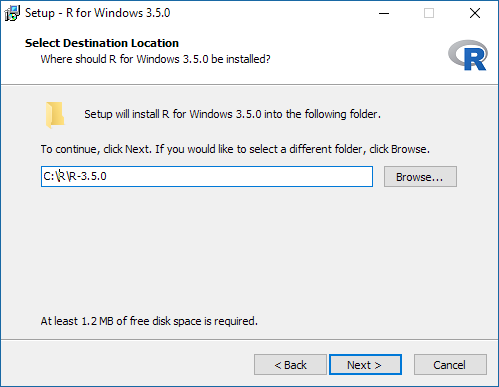 Setup - R for Windows 3.5.0
Select Destination Location
Where should R for Windows 3.5.0 be installed?
R
Setup will install R for Windows 3.5.0 into the following folder.
To continue, click Next. If you would like to select a different folder, click Browse.
C:\R\R-3.5.0
Browse...
At least 1.2 MB of free disk space is required.
< Back
Next >
Cancel